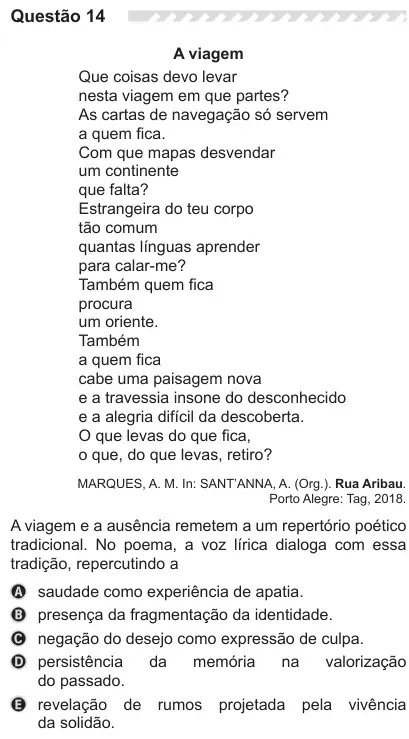 Questão 14
A viagem
Que coisas devo levar
nesta viagem em que partes?
As cartas de navegação só servem
a quem fica.
Com que mapas desvendar
um continente
que falta?
Estrangeira do teu corpo
tão comum
quantas línguas aprender
para calar-me?
Também quem fica
procura
um oriente.
Também
a quem fica
cabe uma paisagem nova
e a travessia insone do desconhecido
e a alegria difícil da descoberta.
O que levas do que fica,
o que, do que levas, retiro?
MARQUES, A. M. In: SANT'ANNA, A. (Org.). Rua Aribau.
Porto Alegre: Tag, 2018.
A viagem e a ausência remetem a um repertório poético
tradicional. No poema, a voz lírica dialoga com essa
tradição, repercutindo a
A saudade como experiência de apatia.
B presença da fragmentação da identidade.
C negação do desejo como expressão de culpa.
D persistência da memória na valorização
do passado.
E revelação de rumos projetada pela vivência
da solidão.